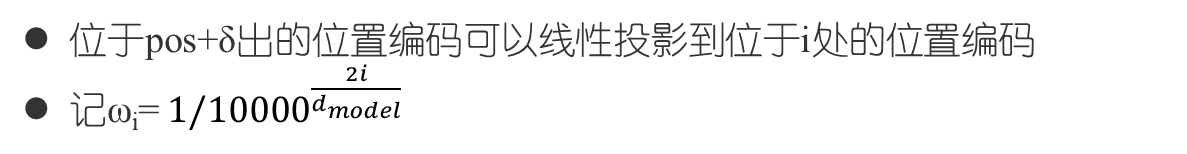 ● 位于pos+δ出的位置编码可以线性投影到位于i处的位置编码
● 记ωᵢ= 1/10000^(2i/d_model)